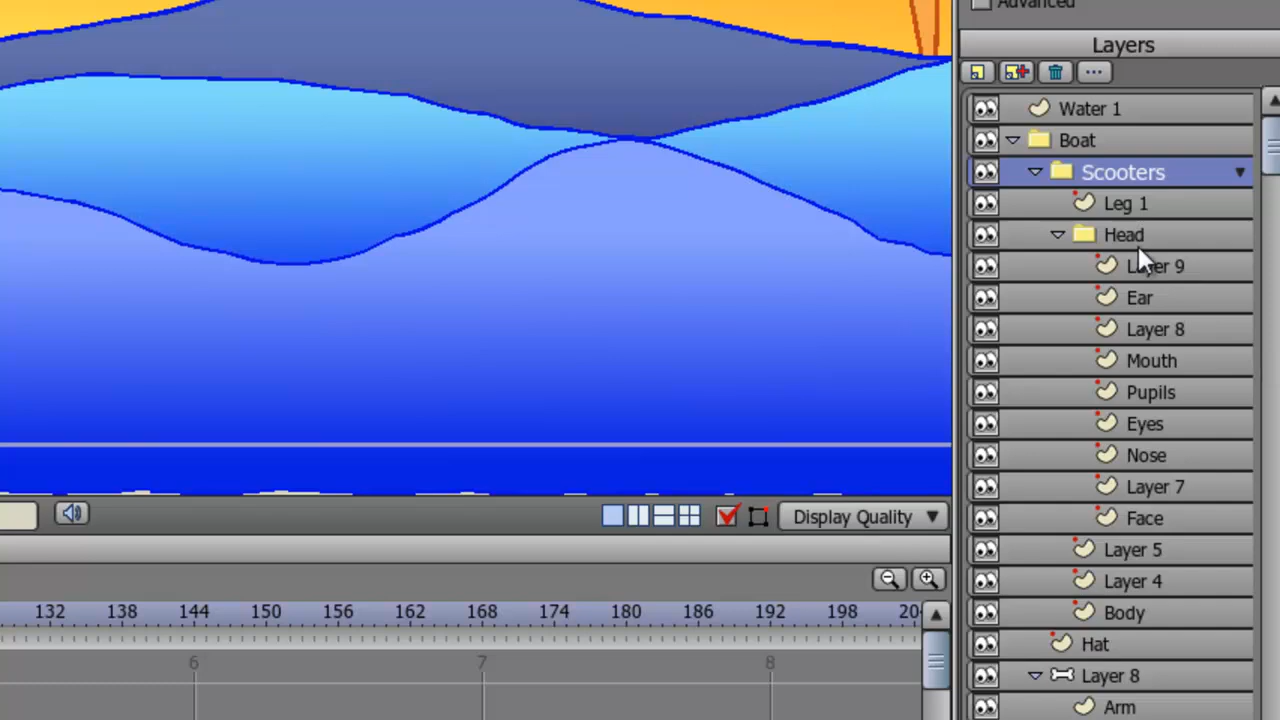 Advanced
Layers
Water 1
Boat
Scooters
Leg 1
Head
Layer 9
Ear
Layer 8
Mouth
Pupils
Eyes
Nose
Layer 7
Face
Layer 5
Layer 4
Body
Hat
Layer 8
Arm
Display Quality
132 138 144 150 156 162 168 174 180 186 192 198
6 7 8